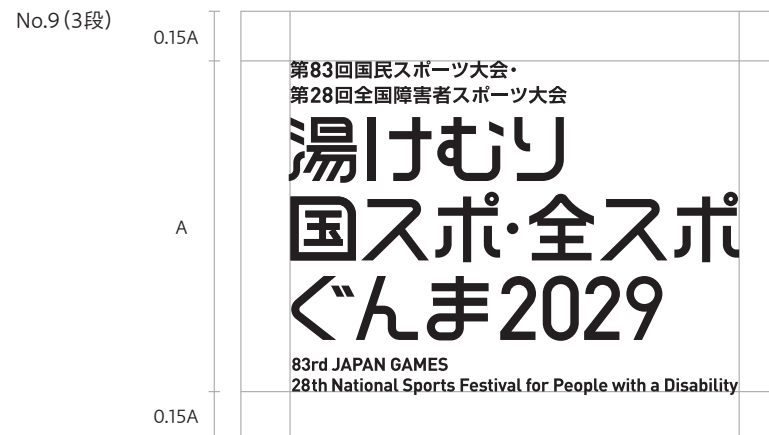 No.9（3段）
0.15A
第83回国民スポーツ大会・
第28回全国障害者スポーツ大会
湯けむり
国スポ・全スポ
A
ぐんま2029
83rd JAPAN GAMES
28th National Sports Festival for People with a Disability
0.15A